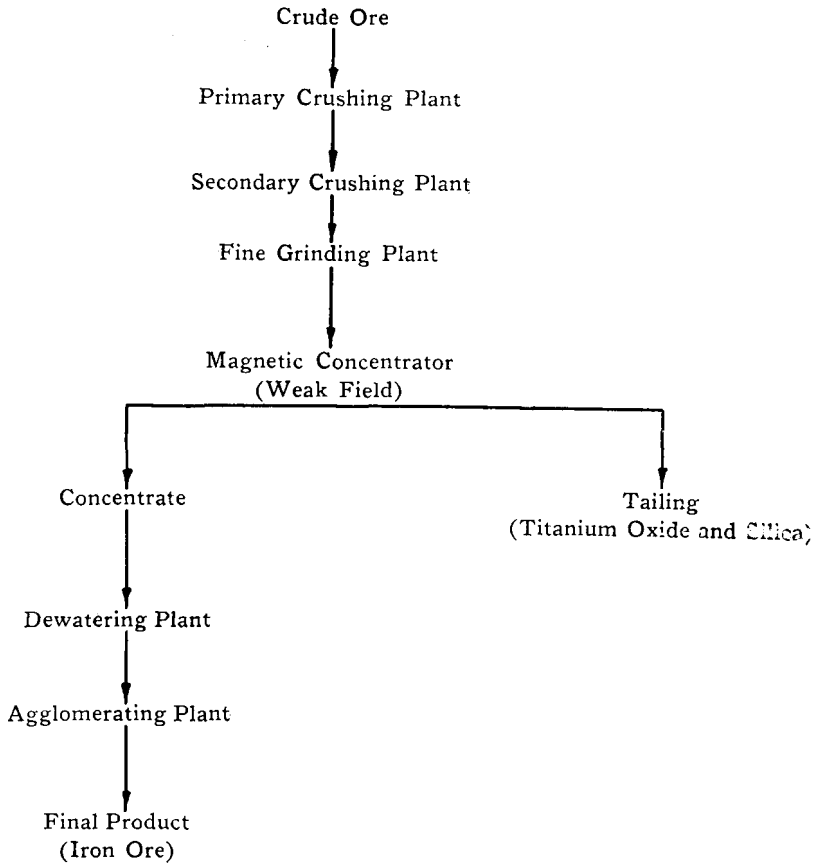 Crude Ore
Primary Crushing Plant
Secondary Crushing Plant
Fine Grinding Plant
Magnetic Concentrator
(Weak Field)
Concentrate
Tailing
(Titanium Oxide and Silica)
Dewatering Plant
Agglomerating Plant
Final Product
(Iron Ore)